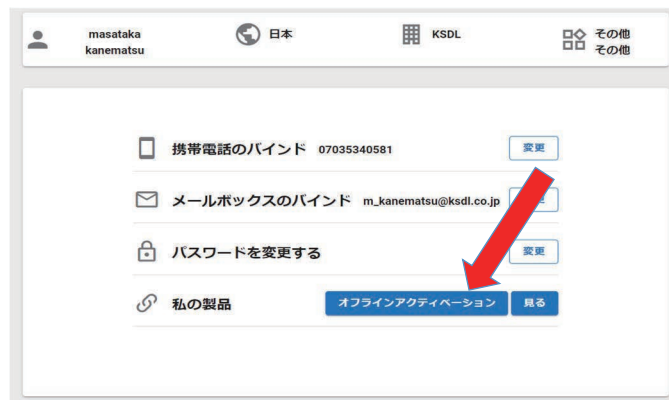 masataka
kanematsu
日本
KSDL
その他
その他
携帯電話のバインド 07035340581 変更
メールボックスのバインド m_kanematsu@ksdl.co.jp
パスワードを変更する 変更
私の製品 オフラインアクティベーション 見る